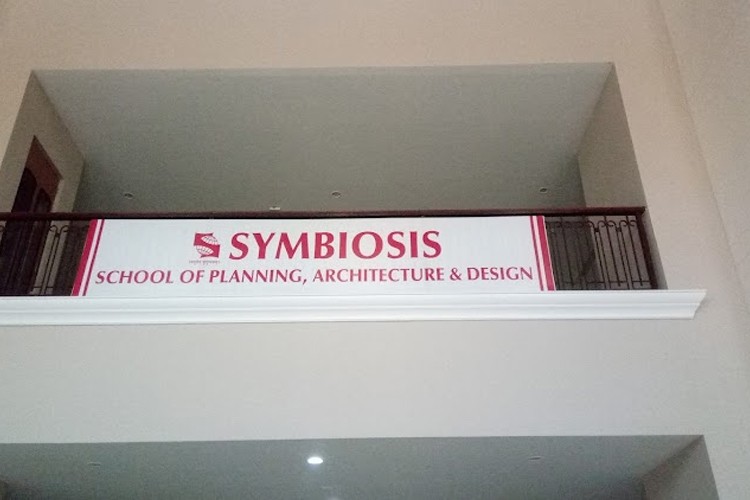 SYMBIOSIS
SCHOOL OF PLANNING, ARCHITECTURE & DESIGN